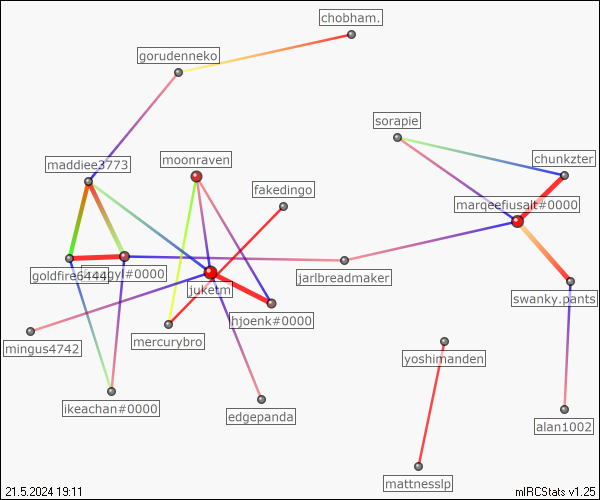 chobham.
gorudenneko
sorapie
moonraven
chunkzter
maddiee3773
fakedingo
marqeefiusalt#0000
goldfire6444
#0000
jarlbreadmaker
juketm
swanky.pants
hjoenk#0000
mercurybro
mingus4742
yoshimanden
ikeachan#0000
edgepanda
alan1002
mattnesslp
21.5.2024 19:11
mIRCStats v1.25